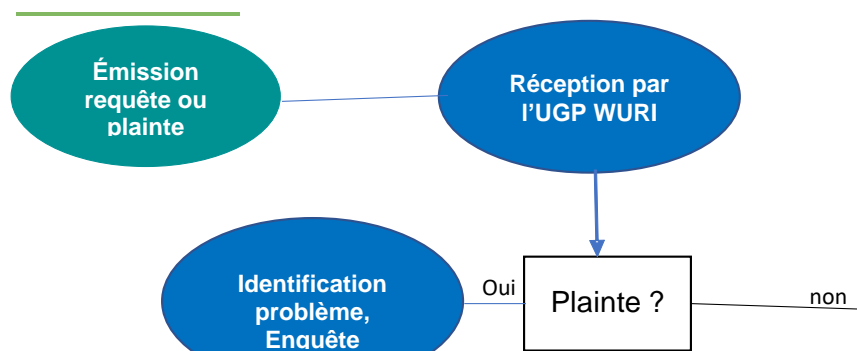 Émission
requête ou
plainte
Réception par
l'UGP WURI
Identification
problème,
Enquête
Oui
Plainte ?
non